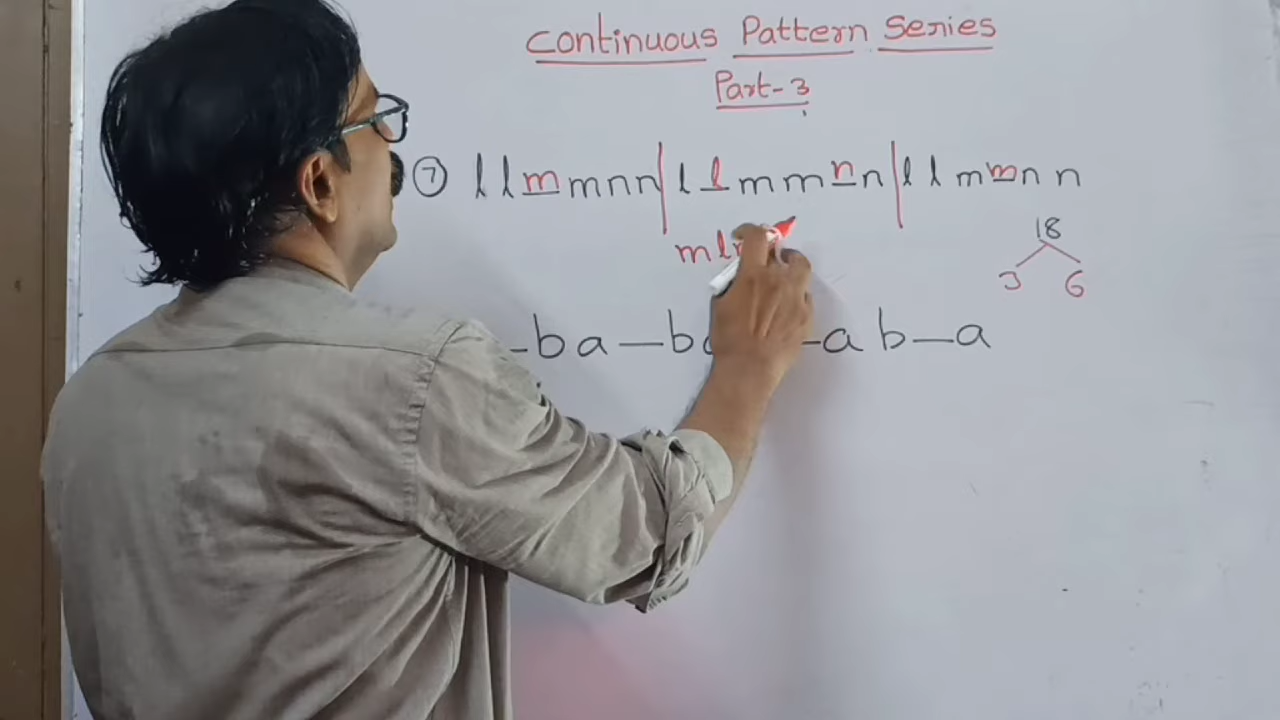 Continuous Pattern Series
Part-3
7 l l m m n n | l l m m n n | l l m m n n
m l
18
3 6
_ b a _ b _ a b _ a